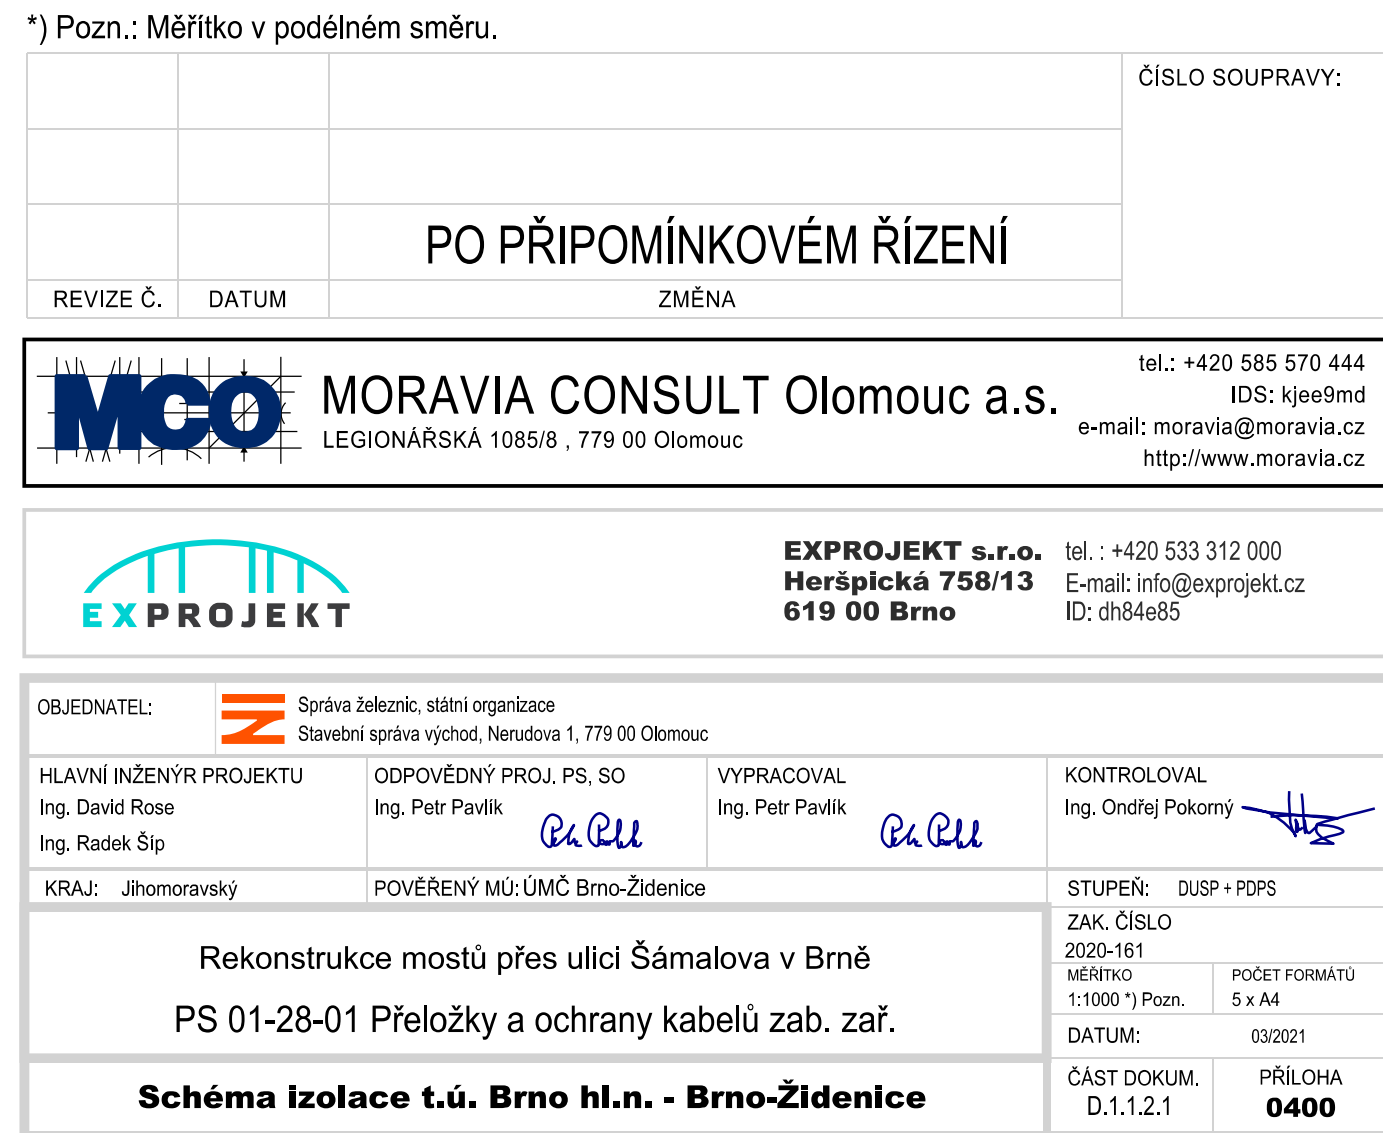 *) Pozn.: Měřítko v podélném směru.
ČÍSLO SOUPRAVY:
PO PŘIPOMÍNKOVÉM ŘÍZENÍ
REVIZE Č. DATUM ZMĚNA
MCO
MORAVIA CONSULT Olomouc a.s.
LEGIONÁŘSKÁ 1085/8 , 779 00 Olomouc
tel.: +420 585 570 444
IDS: kjee9md
e-mail: moravia@moravia.cz
http://www.moravia.cz
EXPROJEKT
EXPROJEKT s.r.o.
Heršpická 758/13
619 00 Brno
tel. : +420 533 312 000
E-mail: info@exprojekt.cz
ID: dh84e85
OBJEDNATEL:
Správa železnic, státní organizace
Stavební správa východ, Nerudova 1, 779 00 Olomouc
HLAVNÍ INŽENÝR PROJEKTU
Ing. David Rose
Ing. Radek Šíp
ODPOVĚDNÝ PROJ. PS, SO
Ing. Petr Pavlík
VYPRACOVAL
Ing. Petr Pavlík
KONTROLOVAL
Ing. Ondřej Pokorný
KRAJ: Jihomoravský
POVĚŘENÝ MÚ: ÚMČ Brno-Židenice
STUPEŇ: DUSP + PDPS
Rekonstrukce mostů přes ulici Šámalova v Brně
PS 01-28-01 Přeložky a ochrany kabelů zab. zař.
Schéma izolace t.ú. Brno hl.n. - Brno-Židenice
ZAK. ČÍSLO
2020-161
MĚŘÍTKO
1:1000 *) Pozn.
POČET FORMÁTŮ
5 x A4
DATUM: 03/2021
ČÁST DOKUM.
D.1.1.2.1
PŘÍLOHA
0400